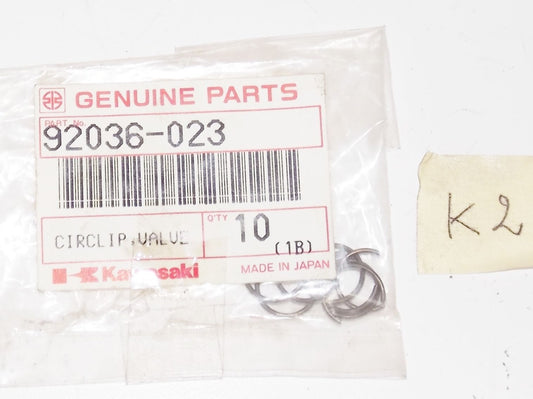 GENUINE PARTS
PART No.
92036-023
CIRCLIP,VALVE
Q'TY
10
(1B)
Kawasaki
MADE IN JAPAN
K2